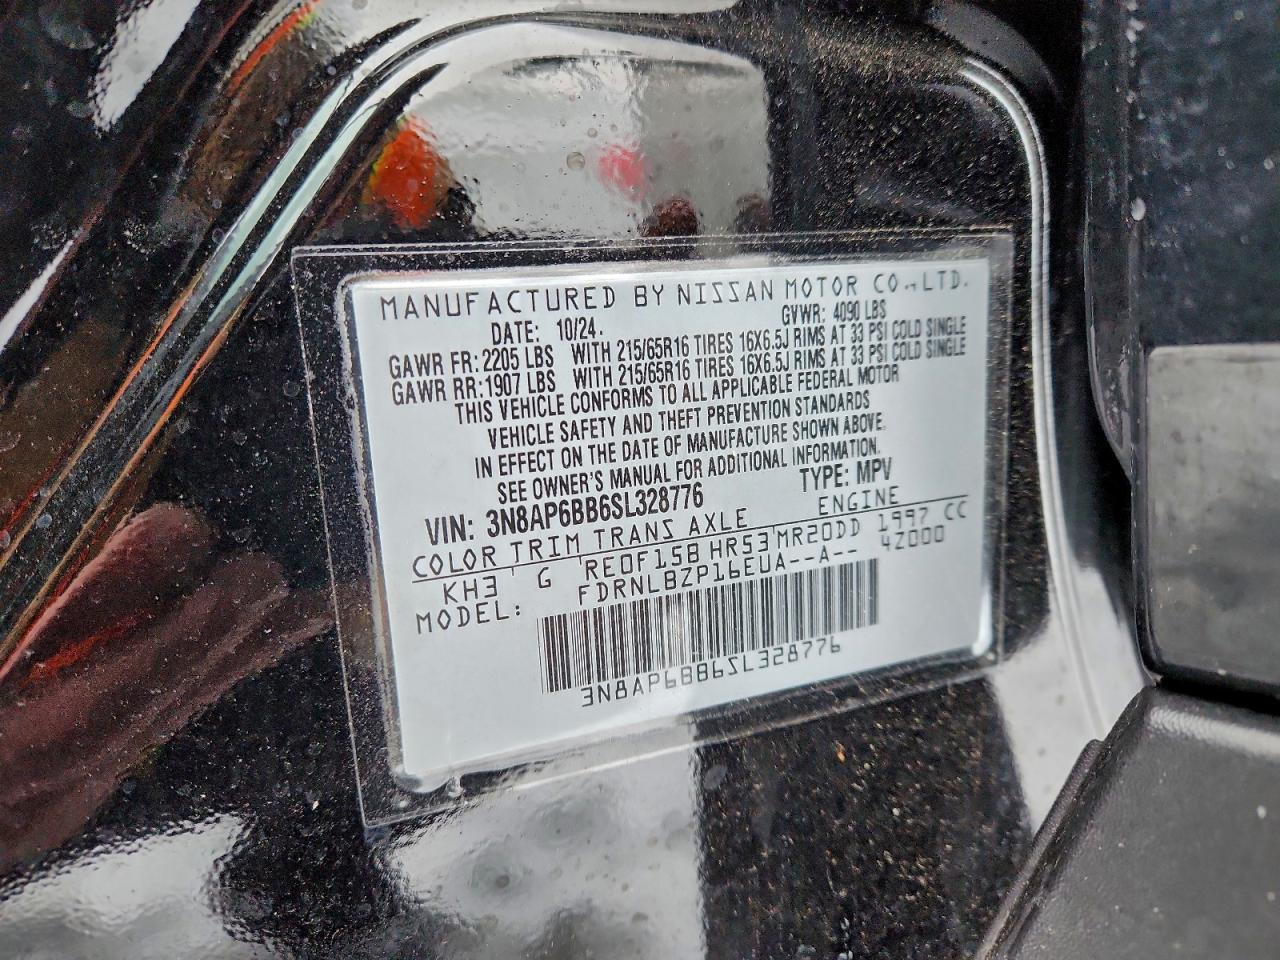 MANUFACTURED BY NISSAN MOTOR CO., LTD.
DATE: 10/24. GVWR: 4090 LBS
GAWR FR: 2205 LBS WITH 215/65R16 TIRES 16X6.5J RIMS AT 33 PSI COLD SINGLE
GAWR RR: 1907 LBS WITH 215/65R16 TIRES 16X6.5J RIMS AT 33 PSI COLD SINGLE
THIS VEHICLE CONFORMS TO ALL APPLICABLE FEDERAL MOTOR
VEHICLE SAFETY AND THEFT PREVENTION STANDARDS
IN EFFECT ON THE DATE OF MANUFACTURE SHOWN ABOVE.
SEE OWNER'S MANUAL FOR ADDITIONAL INFORMATION.
VIN: 3N8AP6BB6SL328776 TYPE: MPV
COLOR TRIM TRANS AXLE ENGINE
KH3 G RE0F15B HR53 MR20DD 1997 CC
MODEL: FDRNLBZP16EUA--A-- 42000
3N8AP6BB6SL328776